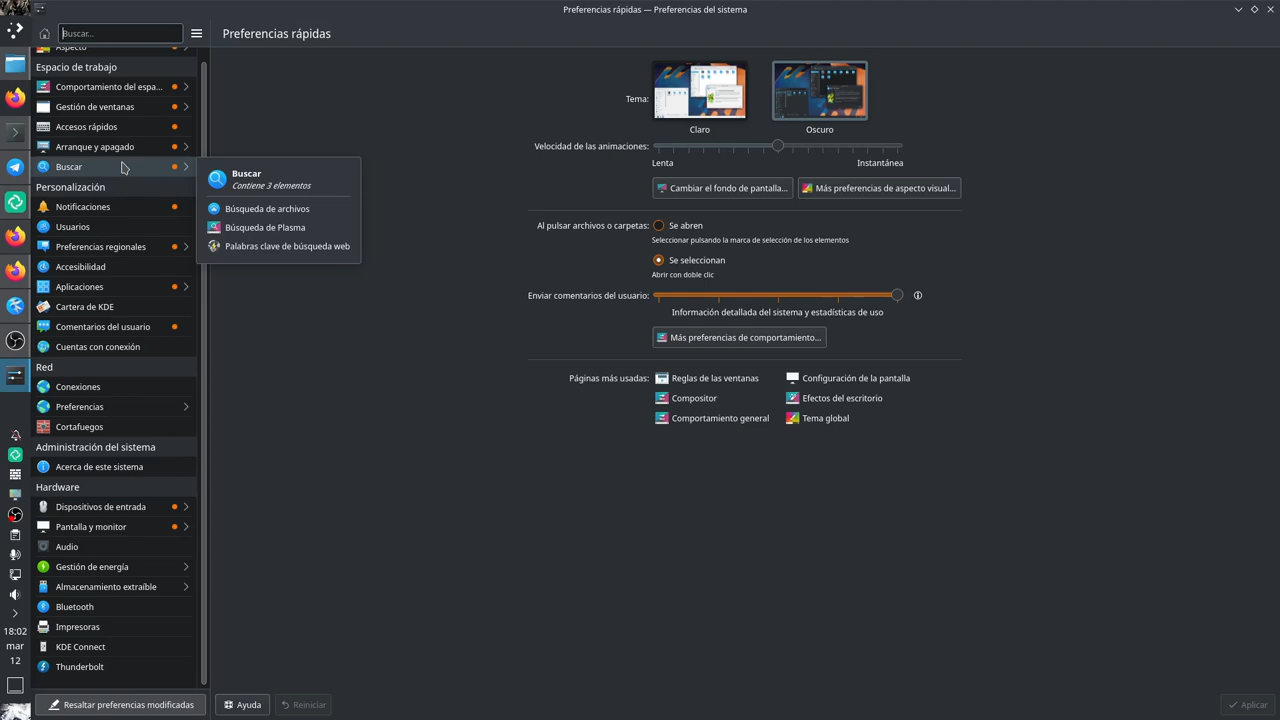 Preferencias rápidas — Preferencias del sistema
Buscar...
Preferencias rápidas
Aspecto
Espacio de trabajo
Comportamiento del espa...
Gestión de ventanas
Accesos rápidos
Arranque y apagado
Buscar
Personalización
Notificaciones
Usuarios
Preferencias regionales
Accesibilidad
Aplicaciones
Cartera de KDE
Comentarios del usuario
Cuentas con conexión
Red
Conexiones
Preferencias
Cortafuegos
Administración del sistema
Acerca de este sistema
Hardware
Dispositivos de entrada
Pantalla y monitor
Audio
Gestión de energía
Almacenamiento extraíble
Bluetooth
Impresoras
KDE Connect
Thunderbolt
Resaltar preferencias modificadas
Buscar
Contiene 3 elementos
Búsqueda de archivos
Búsqueda de Plasma
Palabras clave de búsqueda web
Tema:
Claro
Oscuro
Velocidad de las animaciones:
Lenta
Instantánea
Cambiar el fondo de pantalla...
Más preferencias de aspecto visual...
Al pulsar archivos o carpetas:
Se abren
Seleccionar pulsando la marca de selección de los elementos
Se seleccionan
Abrir con doble clic
Enviar comentarios del usuario:
Información detallada del sistema y estadísticas de uso
Más preferencias de comportamiento...
Páginas más usadas:
Reglas de las ventanas
Configuración de la pantalla
Compositor
Efectos del escritorio
Comportamiento general
Tema global
Ayuda
Reiniciar
Aplicar
18:02
mar
12